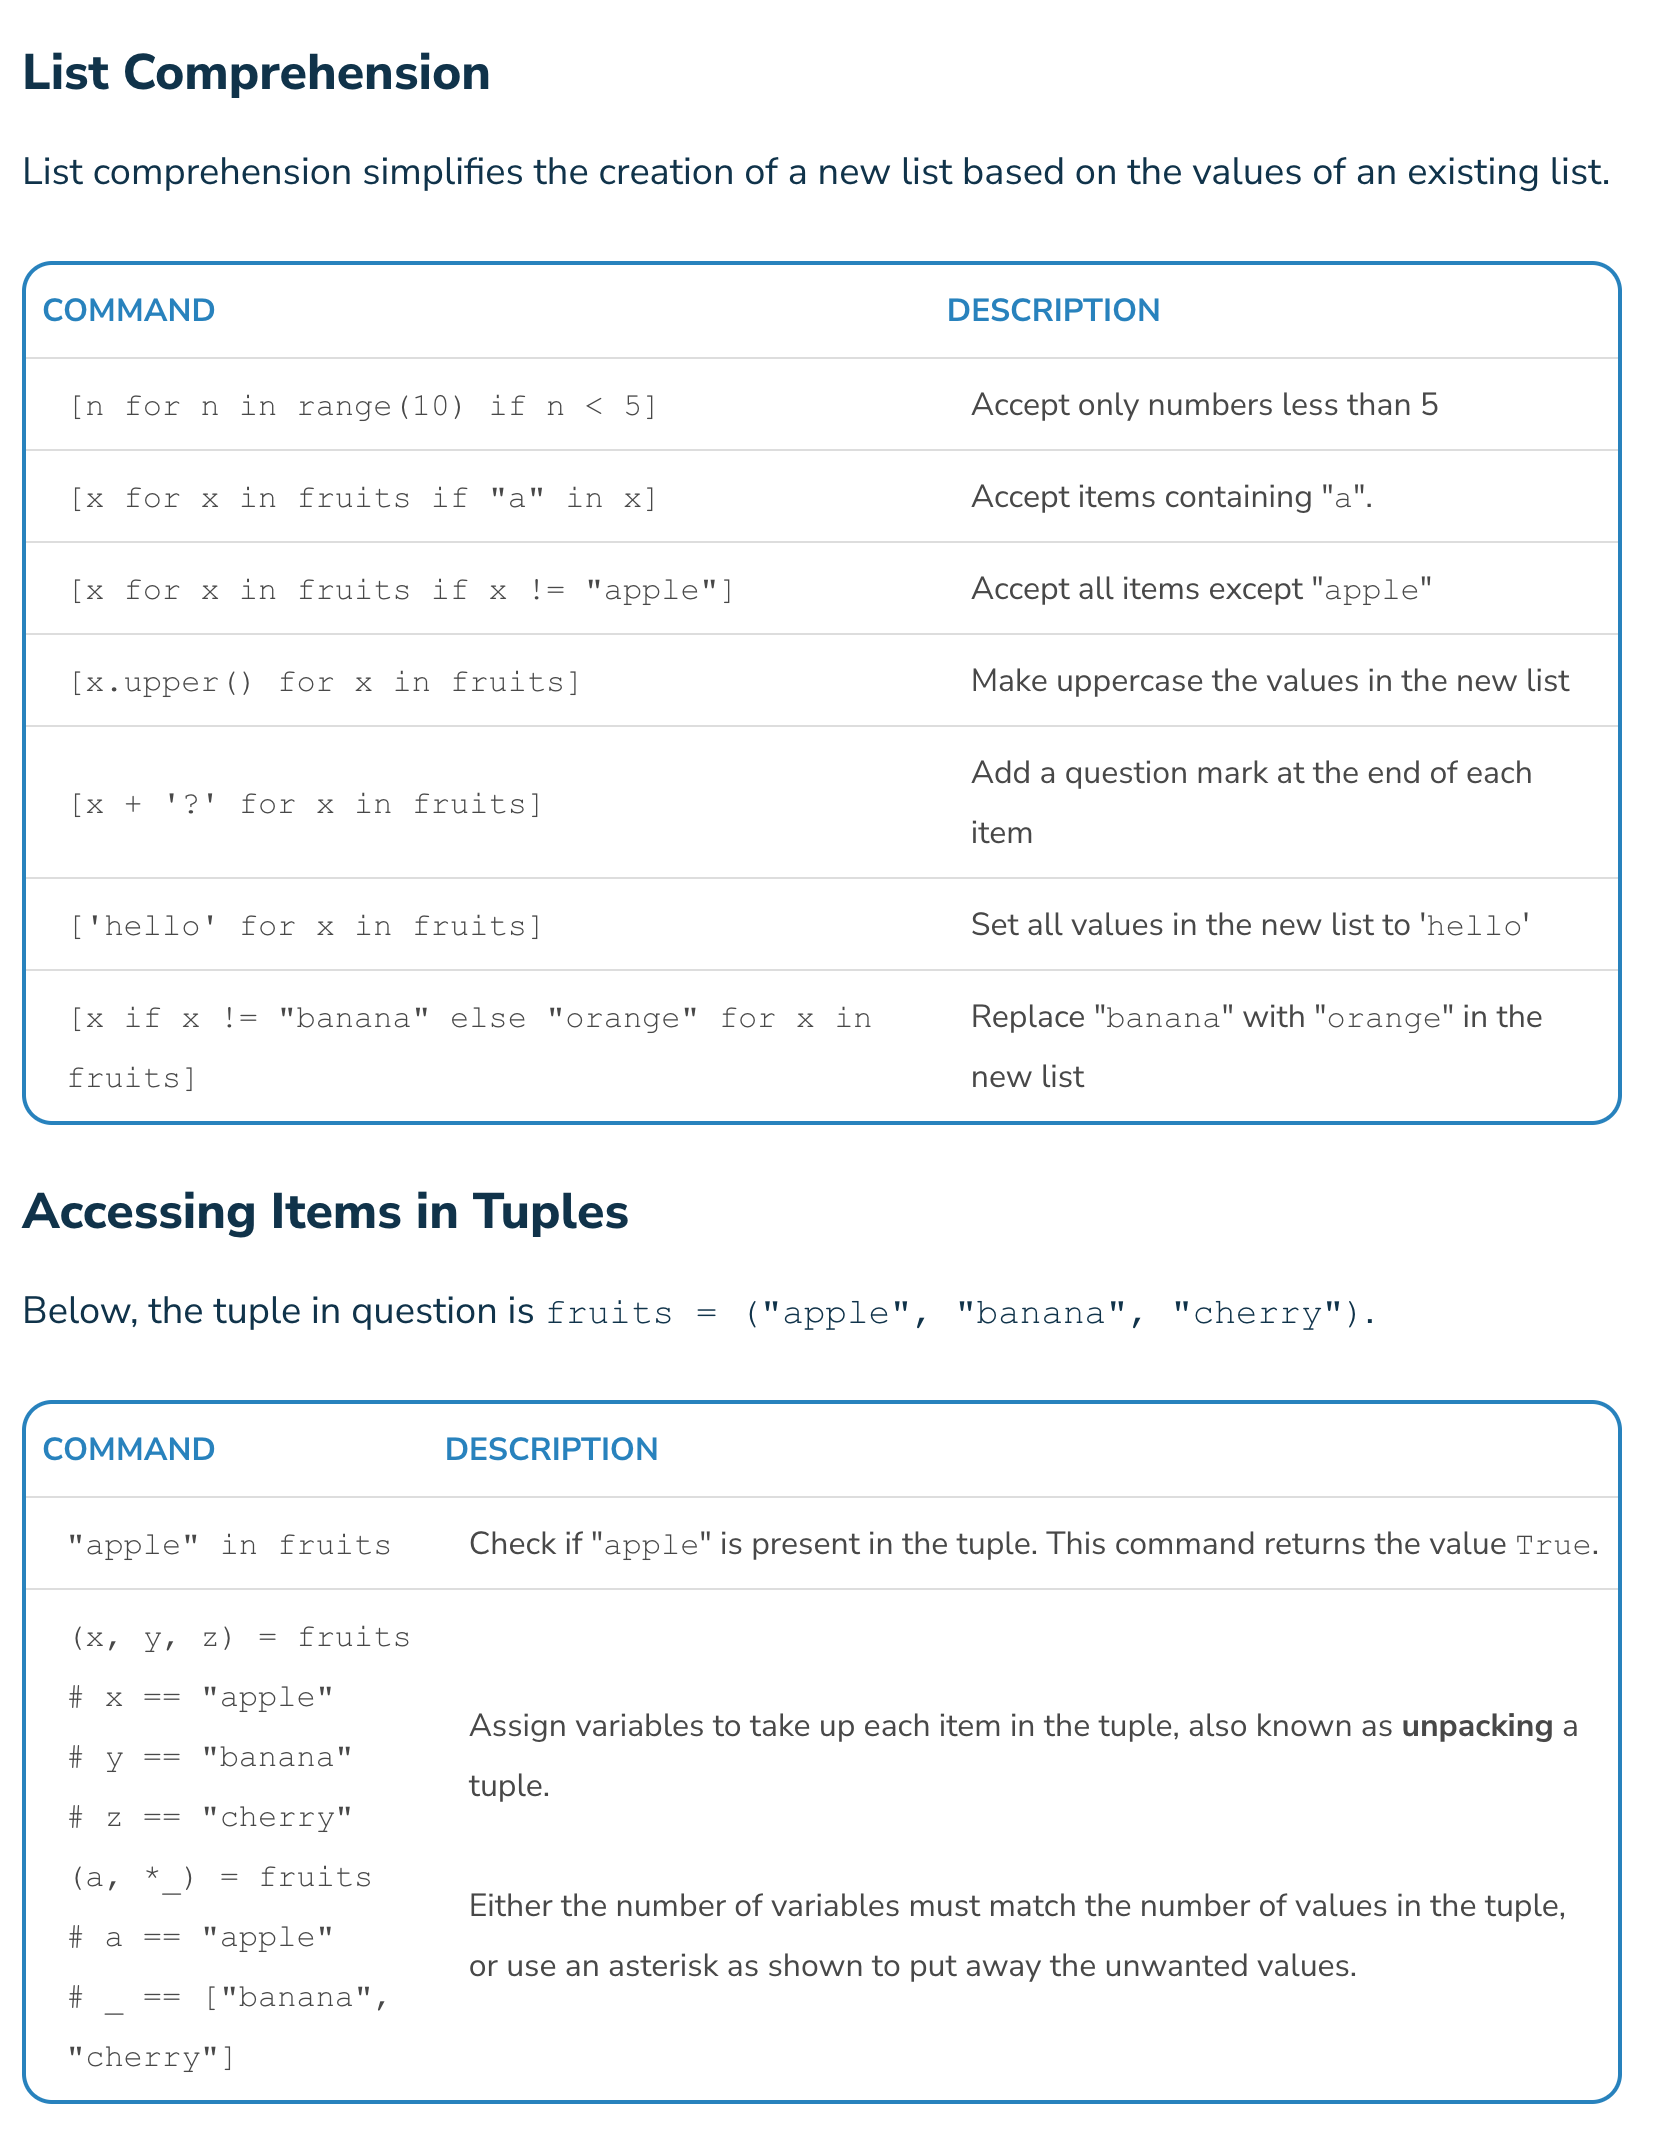 List Comprehension
List comprehension simplifies the creation of a new list based on the values of an existing list.
COMMAND DESCRIPTION
[n for n in range(10) if n < 5] Accept only numbers less than 5
[x for x in fruits if "a" in x] Accept items containing "a".
[x for x in fruits if x != "apple"] Accept all items except "apple"
[x.upper() for x in fruits] Make uppercase the values in the new list
[x + '?' for x in fruits]
Add a question mark at the end of each
item
['hello' for x in fruits] Set all values in the new list to 'hello'
[x if x != "banana" else "orange" for x in
fruits]
Replace "banana" with "orange" in the
new list
Accessing Items in Tuples
Below, the tuple in question is fruits = ("apple", "banana", "cherry").
COMMAND DESCRIPTION
"apple" in fruits Check if "apple" is present in the tuple. This command returns the value True.
(x, y, z) = fruits
# x == "apple"
# y == "banana"
# z == "cherry"
(a, *_) = fruits
# a == "apple"
# _ == ["banana",
"cherry"]
Assign variables to take up each item in the tuple, also known as unpacking a
tuple.
Either the number of variables must match the number of values in the tuple,
or use an asterisk as shown to put away the unwanted values.